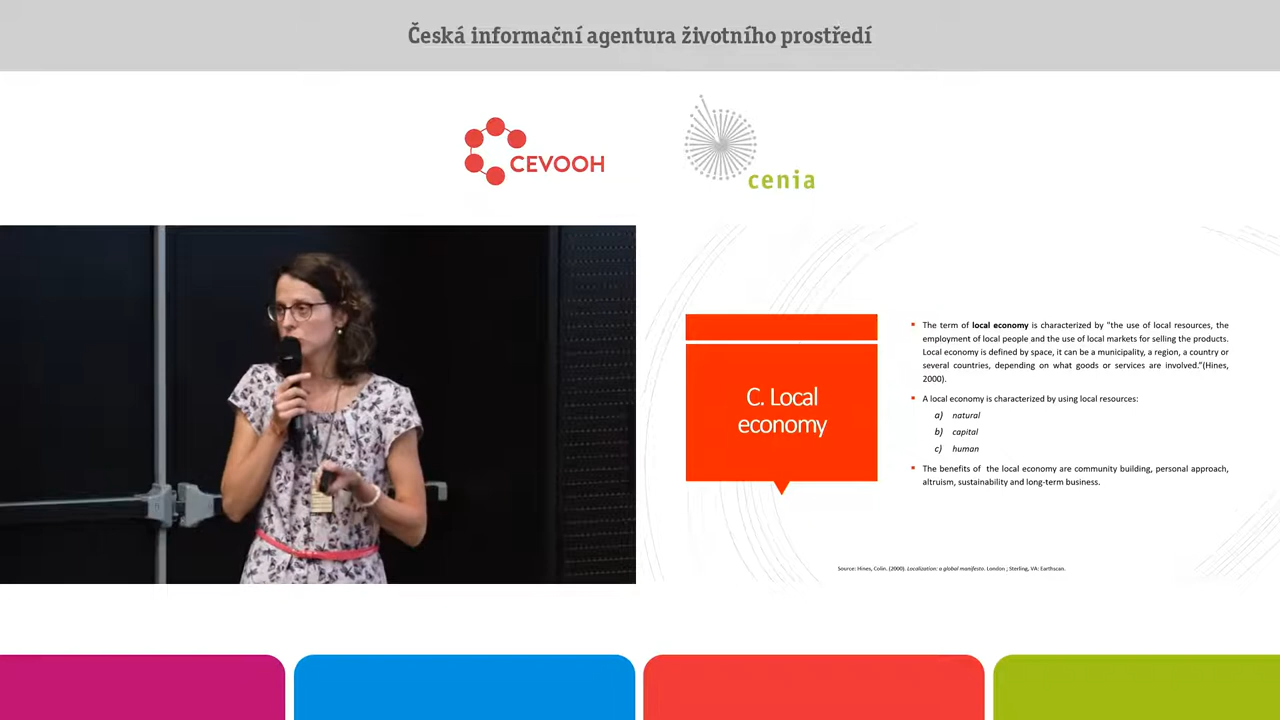 Česká informační agentura životního prostředí
CEVOOH
cenia
C. Local
economy
▪ The term of local economy is characterized by "the use of local resources, the
employment of local people and the use of local markets for selling the products.
Local economy is defined by space, it can be a municipality, a region, a country or
several countries, depending on what goods or services are involved."(Hines,
2000).
▪ A local economy is characterized by using local resources:
a) natural
b) capital
c) human
▪ The benefits of the local economy are community building, personal approach,
altruism, sustainability and long-term business.
Source: Hines, Colin. (2000). Localization: a global manifesto. London ; Sterling, VA: Earthscan.